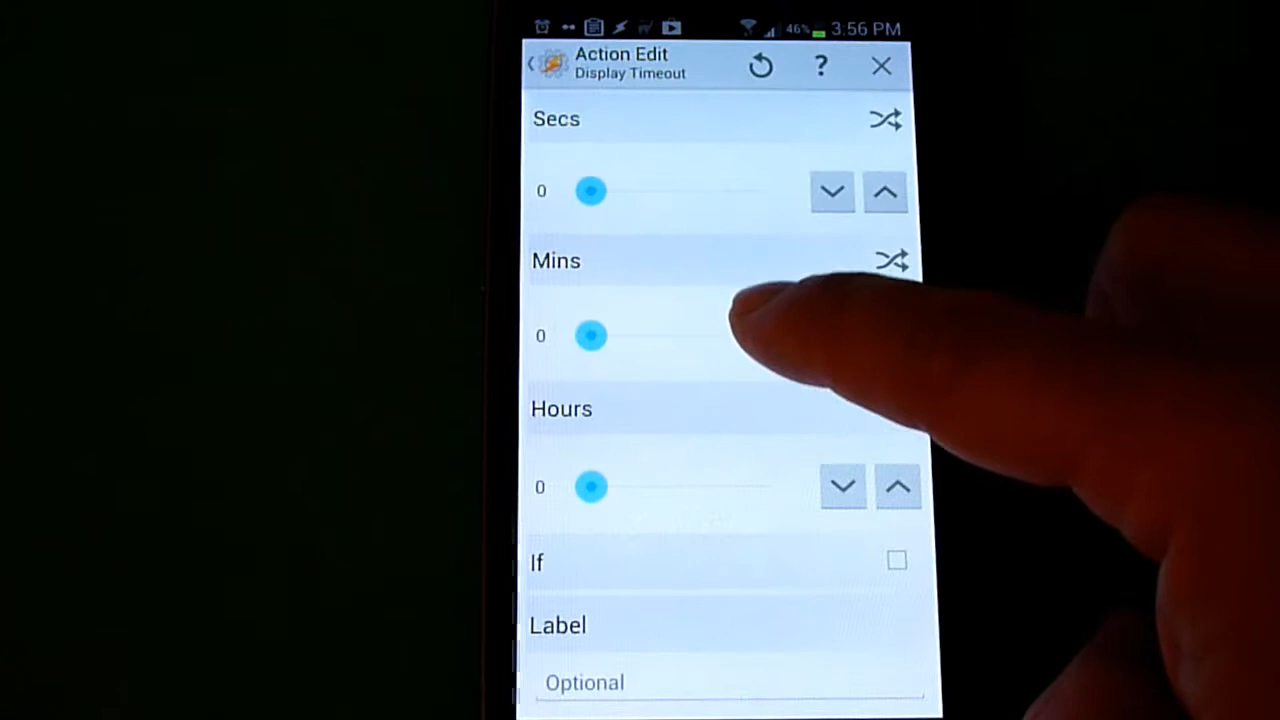 46% 3:56 PM
Action Edit
Display Timeout
?
Secs
0
Mins
0
Hours
0
If
Label
Optional